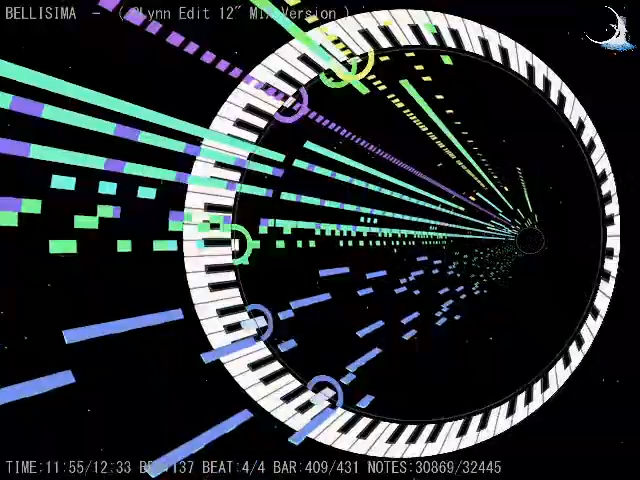 BELLISIMA - ( Lynn Edit 12" Mix Version )
TIME:11:55/12:33 BPM:137 BEAT:4/4 BAR:409/431 NOTES:30869/32445